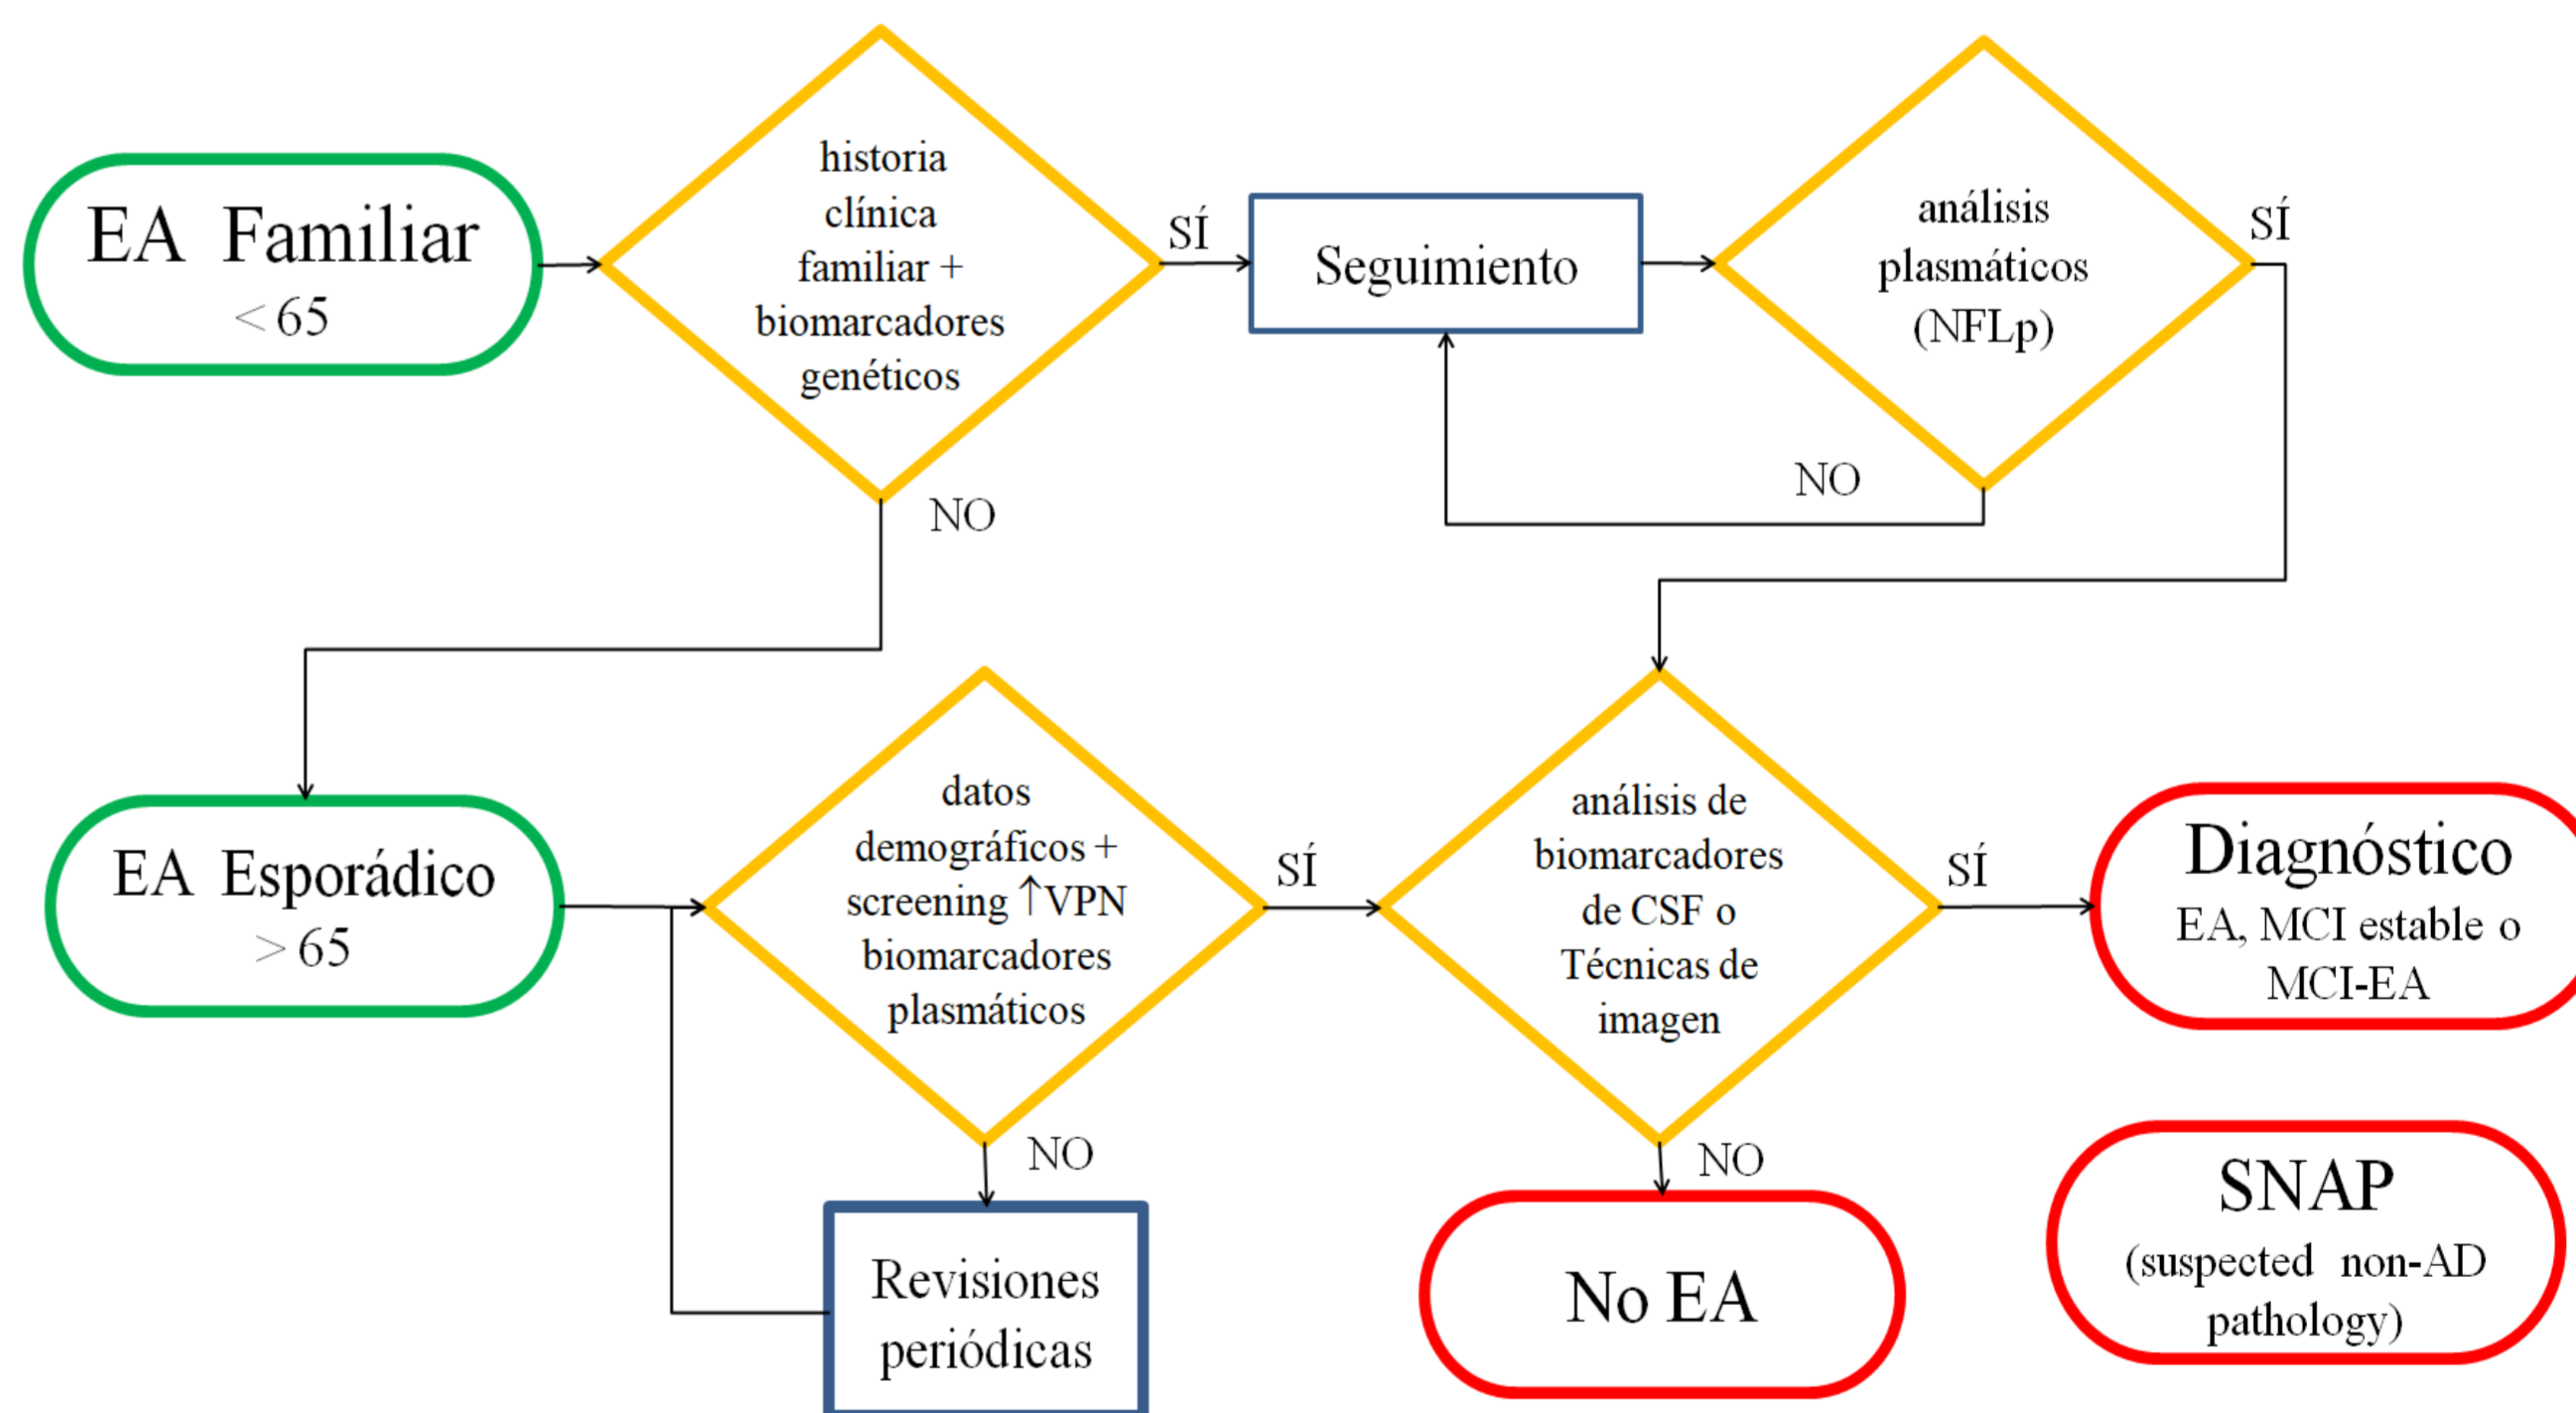 EA Familiar
< 65
historia
clínica
familiar +
biomarcadores
genéticos
SÍ
Seguimiento
análisis
plasmáticos
(NFLp)
SÍ
NO
NO
EA Esporádico
> 65
datos
demográficos +
screening ↑VPN
biomarcadores
plasmáticos
SÍ
análisis de
biomarcadores
de CSF o
Técnicas de
imagen
SÍ
Diagnóstico
EA, MCI estable o
MCI-EA
NO
Revisiones
periódicas
NO
No EA
SNAP
(suspected non-AD
pathology)